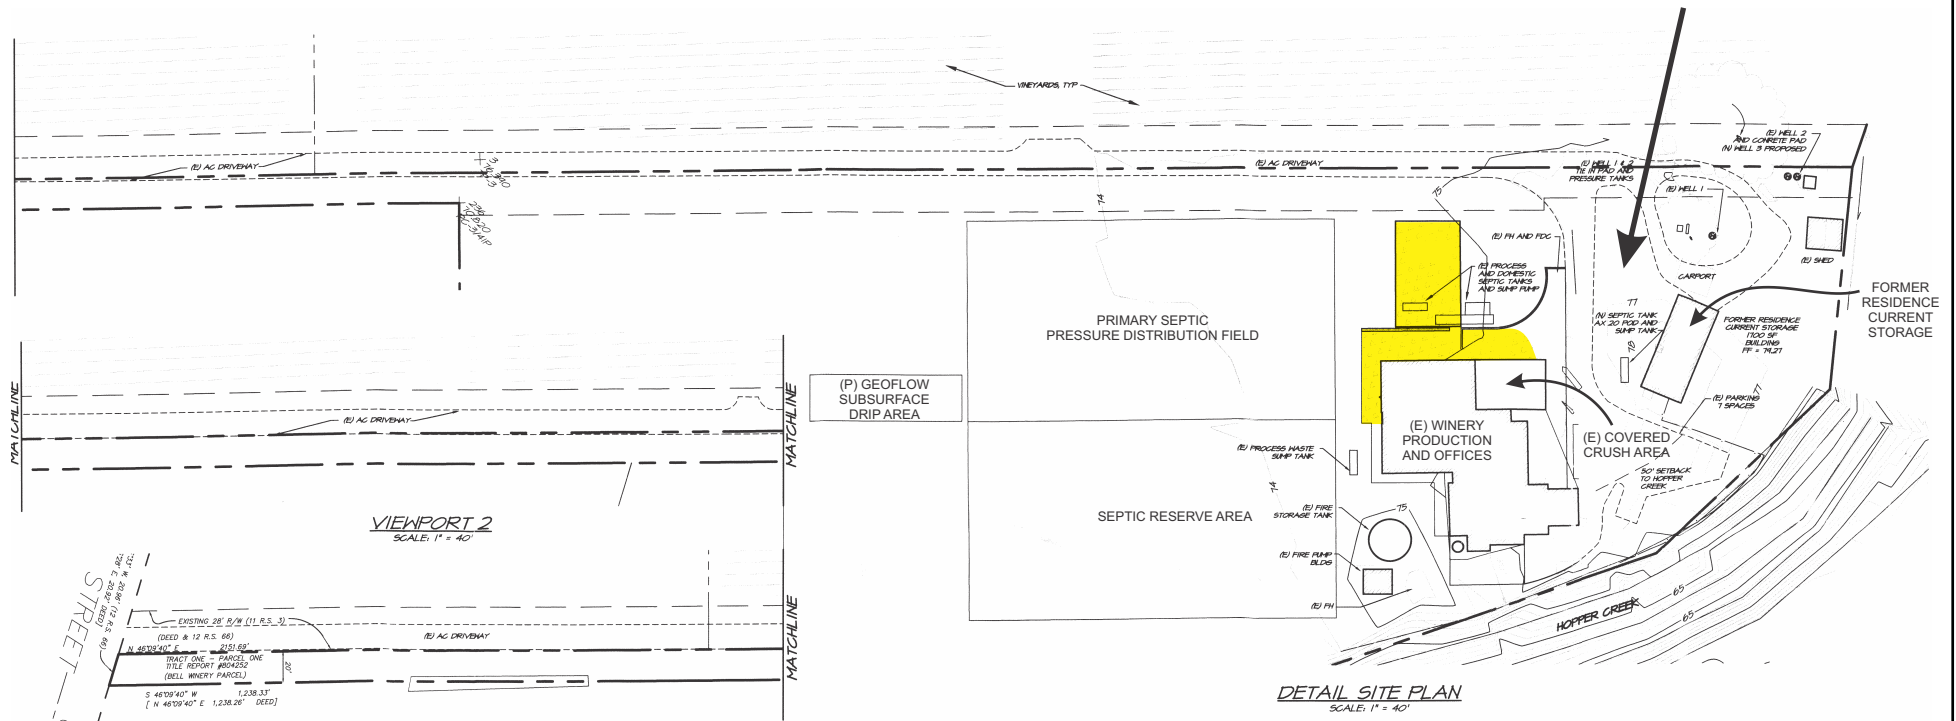 VINEYARDS, TYP
(E) AC DRIVEWAY
(E) AC DRIVEWAY
74
75
(E) WELL 1 & 2
TIE IN PAD AND
PRESSURE TANKS
(E) WELL 2
AND CONRETE PAD
(N) WELL 3 PROPOSED
(E) WELL 1
(E) SHED
CARPORT
(E) FH AND FDC
(E) PROCESS
AND DOMESTIC
SEPTIC TANKS
AND SUMP PUMP
77
(N) SEPTIC TANK
AX 20 POD AND
SUMP TANK
78
FORMER RESIDENCE
CURRENT STORAGE
1700 SF
BUILDING
FF = 79.27
FORMER
RESIDENCE
CURRENT
STORAGE
77
(E) PARKING
7 SPACES
PRIMARY SEPTIC
PRESSURE DISTRIBUTION FIELD
(P) GEOFLOW
SUBSURFACE
DRIP AREA
(E) WINERY
PRODUCTION
AND OFFICES
(E) COVERED
CRUSH AREA
50' SETBACK
TO HOPPER
CREEK
(E) PROCESS WASTE
SUMP TANK
74
SEPTIC RESERVE AREA
(E) FIRE
STORAGE TANK
75
(E) FIRE PUMP
BLDG
(E) FH
HOPPER CREEK
65
65
DETAIL SITE PLAN
SCALE: 1" = 40'
MATCHLINE
(E) AC DRIVEWAY
MATCHLINE
VIEWPORT 2
SCALE: 1" = 40'
STREET
EXISTING 28' R/W (11 R.S. 3)
(E) AC DRIVEWAY
MATCHLINE
(DEED & 12 R.S. 66)
N 46°09'40" E 2151.69'
TRACT ONE - PARCEL ONE
TITLE REPORT #804252
(BELL WINERY PARCEL)
20'
S 46°09'40" W 1,238.33'
[ N 46°09'40" E 1,238.26' DEED]